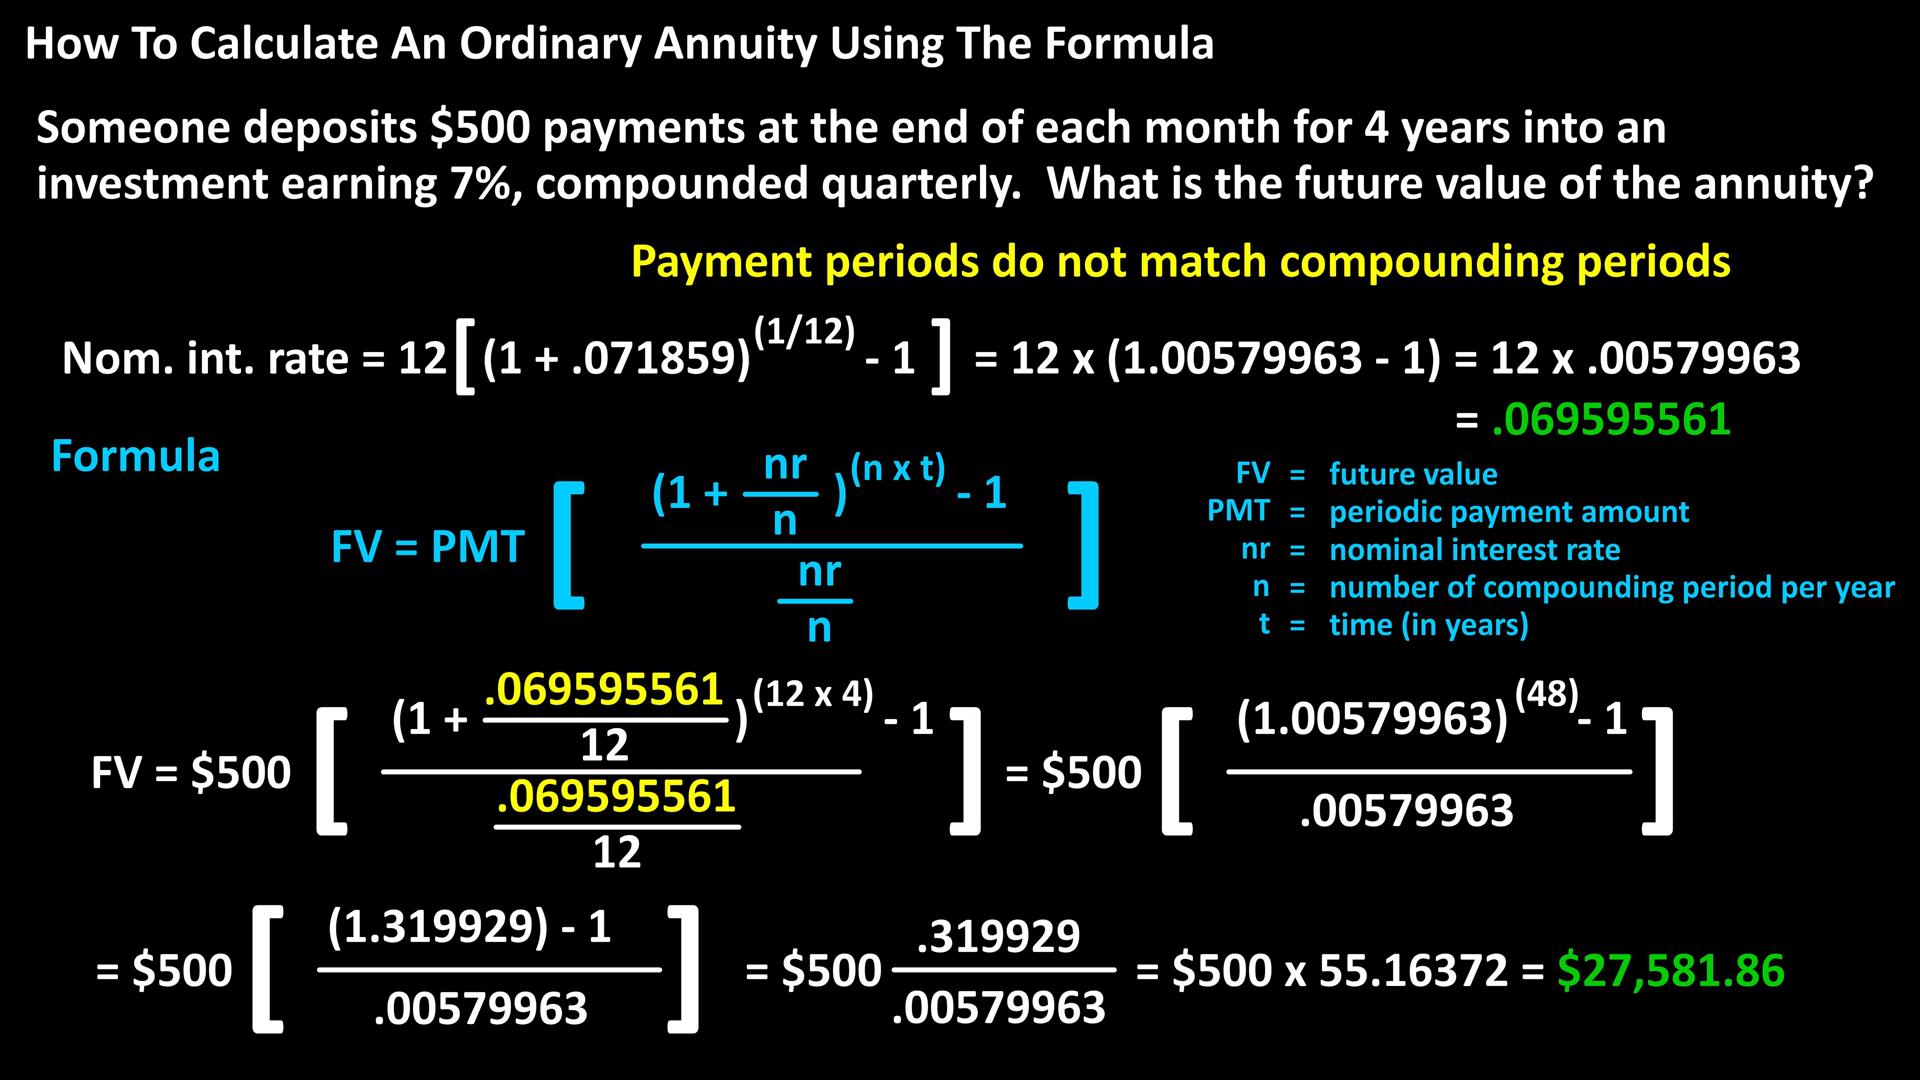 How To Calculate An Ordinary Annuity Using The Formula
Someone deposits $500 payments at the end of each month for 4 years into an
investment earning 7%, compounded quarterly. What is the future value of the annuity?
Payment periods do not match compounding periods
Nom. int. rate = 12 [ (1 + .071859)^(1/12) - 1 ] = 12 x (1.00579963 - 1) = 12 x .00579963
= .069595561
Formula
FV = PMT [ (1 + nr/n)^(n x t) - 1 / nr/n ]
FV = future value
PMT = periodic payment amount
nr = nominal interest rate
n = number of compounding period per year
t = time (in years)
FV = $500 [ (1 + .069595561/12)^(12 x 4) - 1 / .069595561/12 ] = $500 [ (1.00579963)^(48) - 1 / .00579963 ]
= $500 [ (1.319929) - 1 / .00579963 ] = $500 .319929 / .00579963 = $500 x 55.16372 = $27,581.86